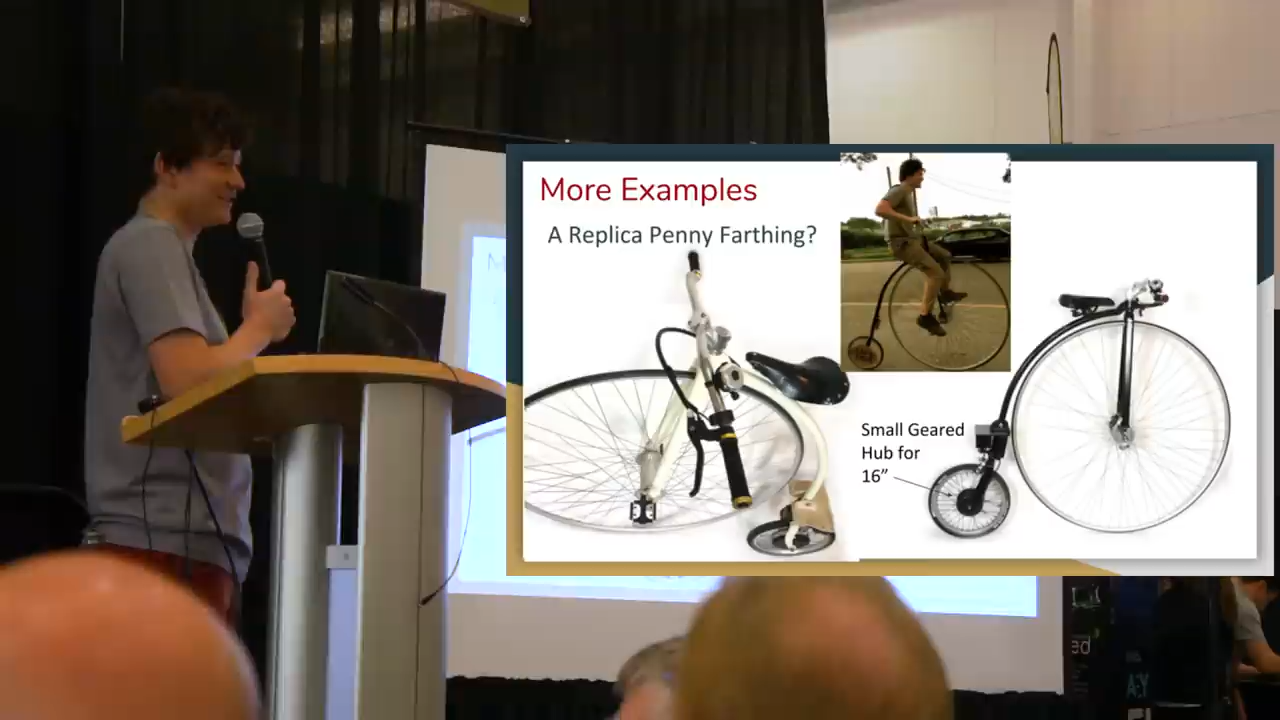 More Examples
A Replica Penny Farthing?
Small Geared
Hub for
16”